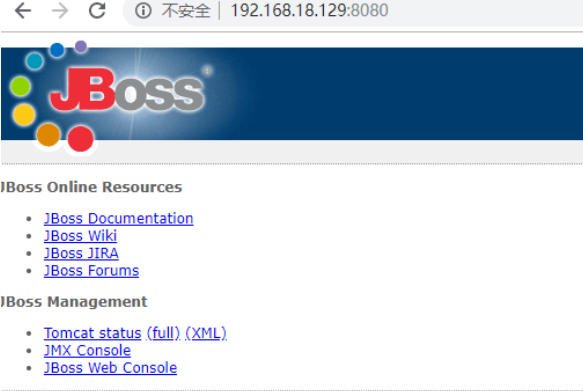 不安全 | 192.168.18.129:8080
JBoss
JBoss Online Resources
JBoss Documentation
JBoss Wiki
JBoss JIRA
JBoss Forums
JBoss Management
Tomcat status (full) (XML)
JMX Console
JBoss Web Console